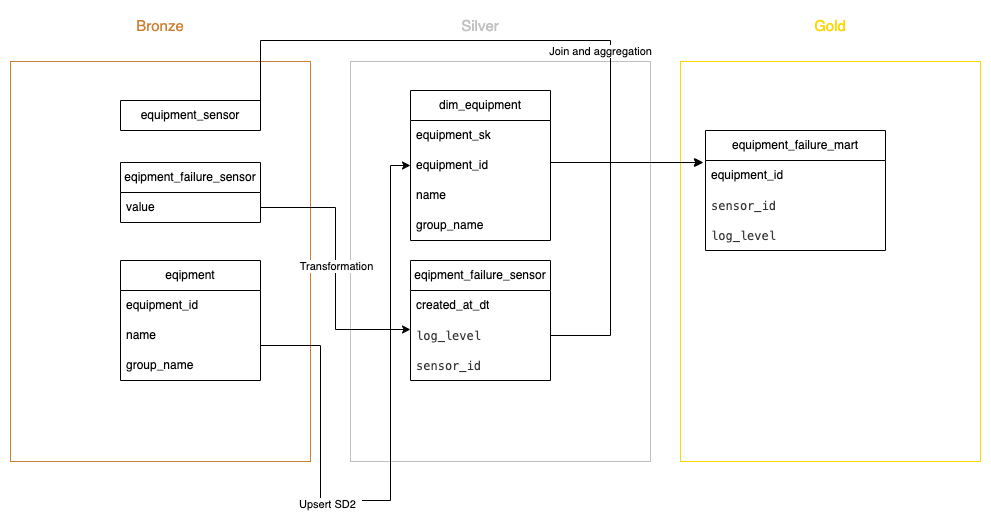 Bronze
Silver
Gold
Join and aggregation
equipment_sensor
eqipment_failure_sensor
value
eqipment
equipment_id
name
group_name
Transformation
Upsert SD2
dim_equipment
equipment_sk
equipment_id
name
group_name
eqipment_failure_sensor
created_at_dt
log_level
sensor_id
equipment_failure_mart
equipment_id
sensor_id
log_level